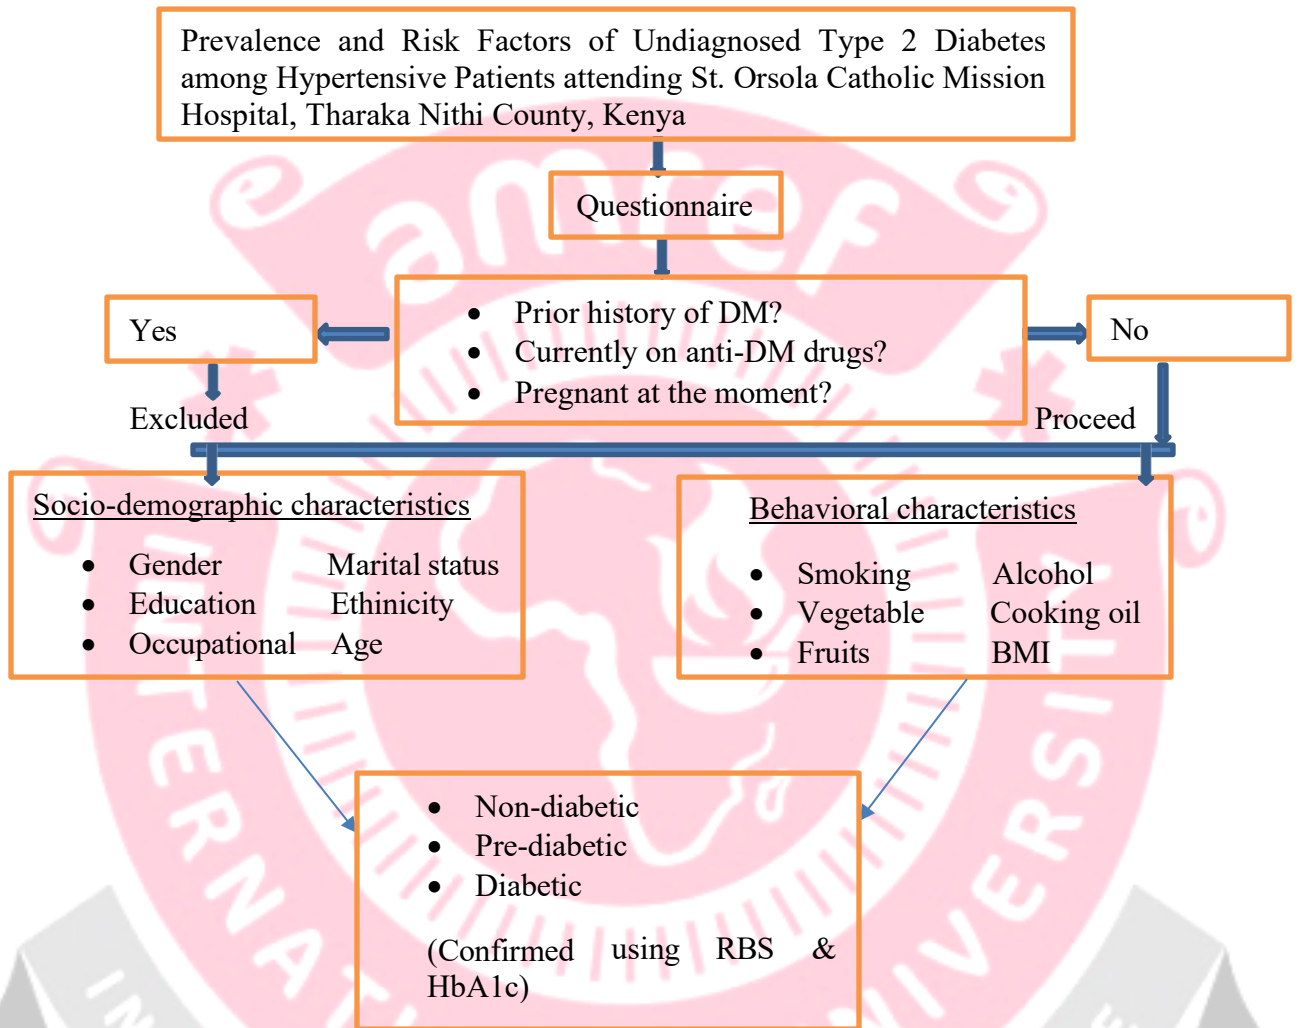 Prevalence and Risk Factors of Undiagnosed Type 2 Diabetes
among Hypertensive Patients attending St. Orsola Catholic Mission
Hospital, Tharaka Nithi County, Kenya
amref
Questionnaire
Yes
• Prior history of DM?
• Currently on anti-DM drugs?
• Pregnant at the moment?
No
Excluded
Proceed
Socio-demographic characteristics
• Gender Marital status
• Education Ethinicity
• Occupational Age
Behavioral characteristics
• Smoking Alcohol
• Vegetable Cooking oil
• Fruits BMI
• Non-diabetic
• Pre-diabetic
• Diabetic
(Confirmed using RBS &
HbA1c)
INTERNAT
UNIVERSITY